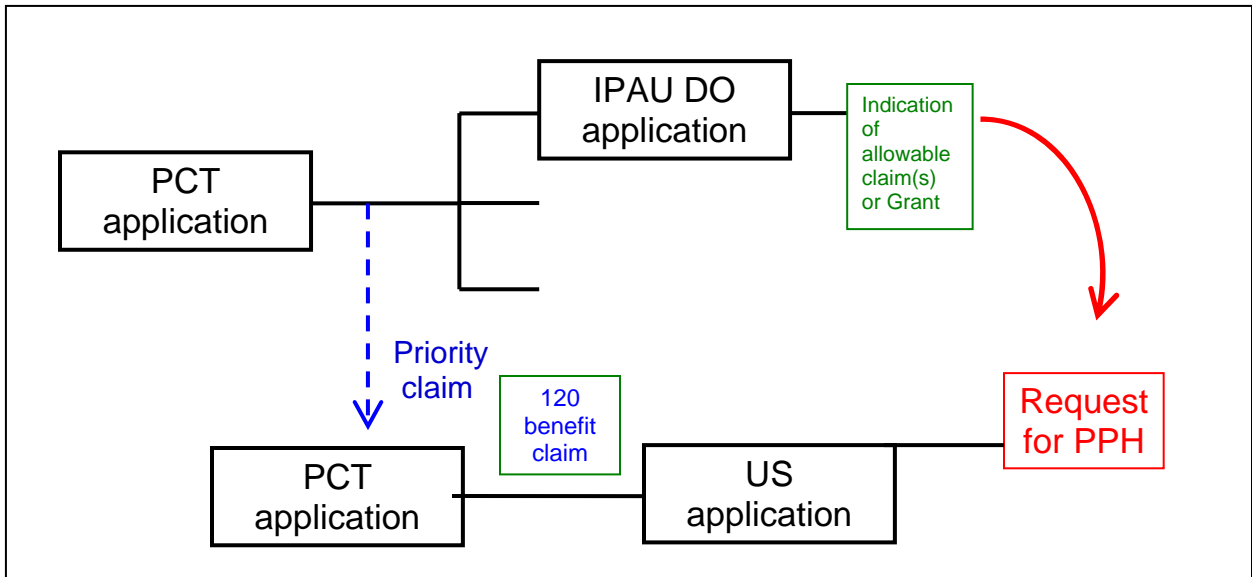 IPAU DO
application
Indication
of
allowable
claim(s)
or Grant
PCT
application
Priority
claim
120
benefit
claim
Request
for PPH
PCT
application
US
application